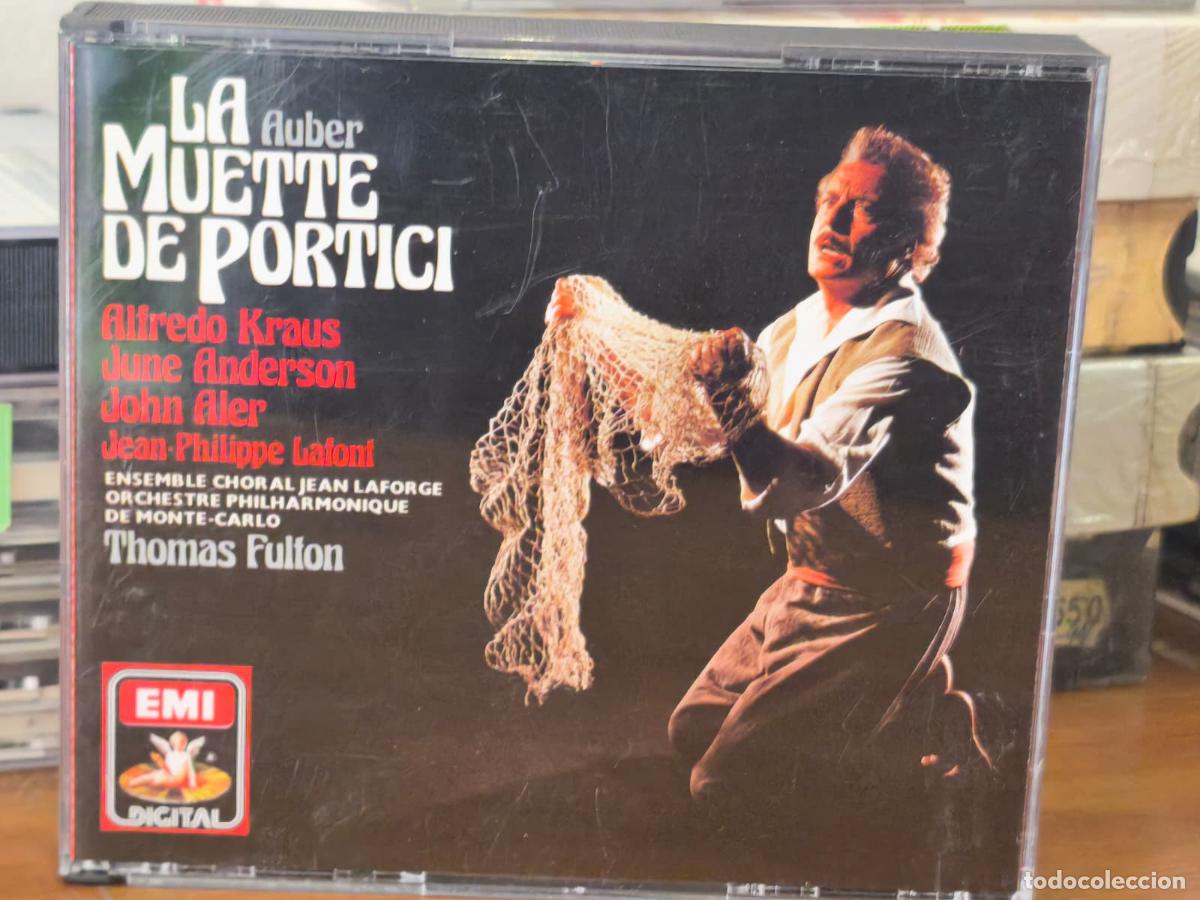 LA Auber
MUETTE
DE PORTICI
Alfredo Kraus
June Anderson
John Aler
Jean-Philippe Lafont
ENSEMBLE CHORAL JEAN LAFORGE
ORCHESTRE PHILHARMONIQUE
DE MONTE-CARLO
Thomas Fulton
EMI
DIGITAL
650
todocoleccion